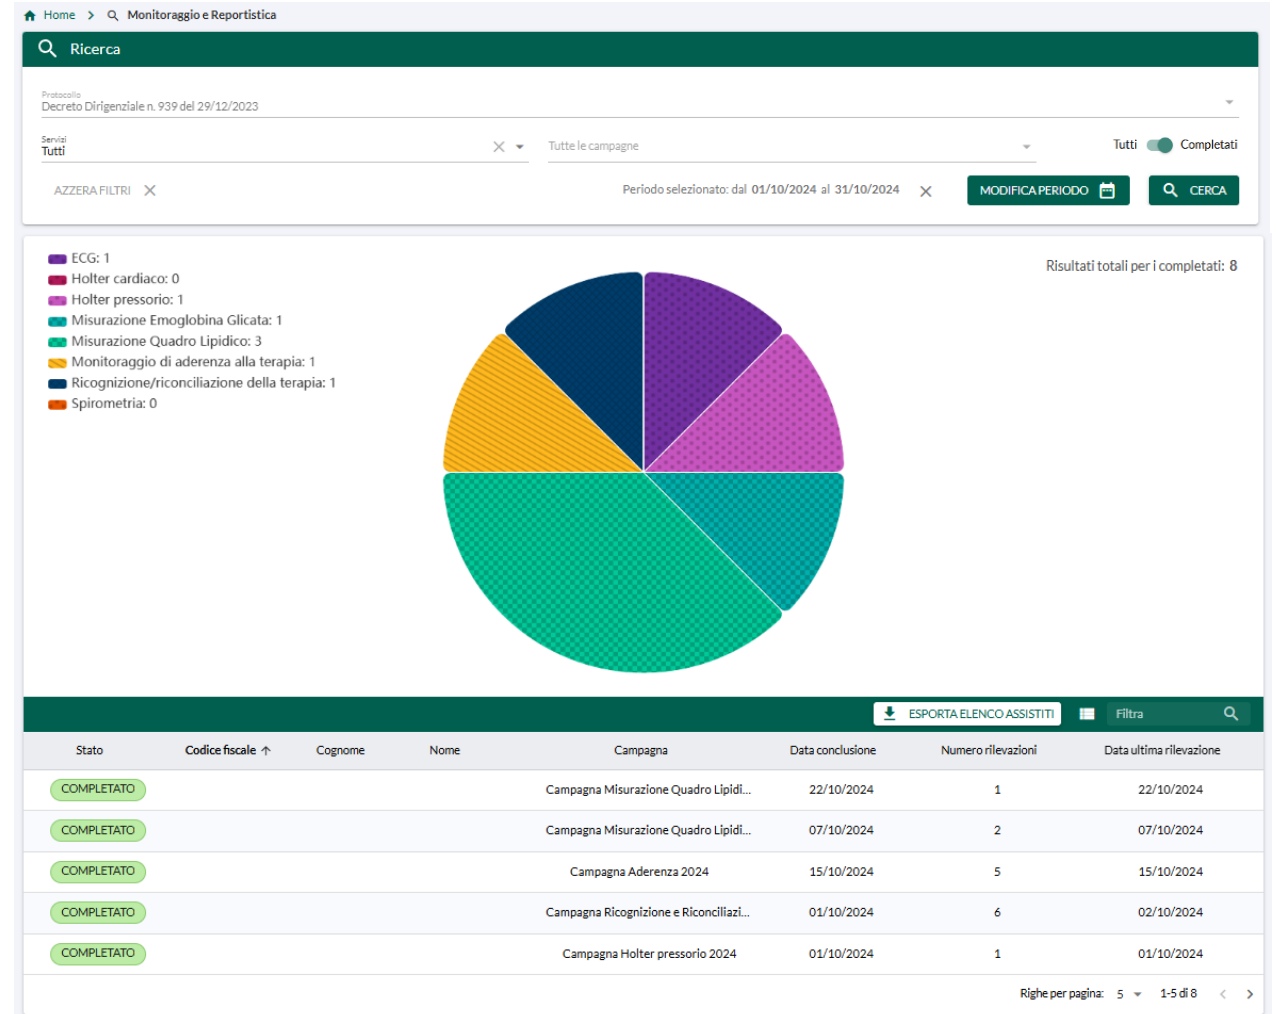 Home > Monitoraggio e Reportistica
Ricerca
Protocollo
Decreto Dirigenziale n. 939 del 29/12/2023
Servizi
Tutti
Tutte le campagne
Tutti Completati
AZZERA FILTRI
Periodo selezionato: dal 01/10/2024 al 31/10/2024
MODIFICA PERIODO
CERCA
ECG: 1
Holter cardiaco: 0
Holter pressorio: 1
Misurazione Emoglobina Glicata: 1
Misurazione Quadro Lipidico: 3
Monitoraggio di aderenza alla terapia: 1
Ricognizione/riconciliazione della terapia: 1
Spirometria: 0
Risultati totali per i completati: 8
ESPORTA ELENCO ASSISTITI Filtra
Stato Codice fiscale ↑ Cognome Nome Campagna Data conclusione Numero rilevazioni Data ultima rilevazione
COMPLETATO Campagna Misurazione Quadro Lipidi... 22/10/2024 1 22/10/2024
COMPLETATO Campagna Misurazione Quadro Lipidi... 07/10/2024 2 07/10/2024
COMPLETATO Campagna Aderenza 2024 15/10/2024 5 15/10/2024
COMPLETATO Campagna Ricognizione e Riconciliazi... 01/10/2024 6 02/10/2024
COMPLETATO Campagna Holter pressorio 2024 01/10/2024 1 01/10/2024
Righe per pagina: 5 1-5 di 8